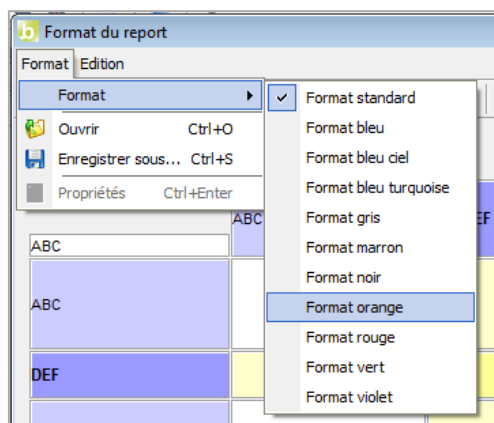 Format du report
Format Edition
Format
Ouvrir Ctrl+O
Enregistrer sous... Ctrl+S
Propriétés Ctrl+Enter
Format standard
Format bleu
Format bleu ciel
Format bleu turquoise
Format gris
Format marron
Format noir
Format orange
Format rouge
Format vert
Format violet
ABC
EF
ABC
ABC
DEF